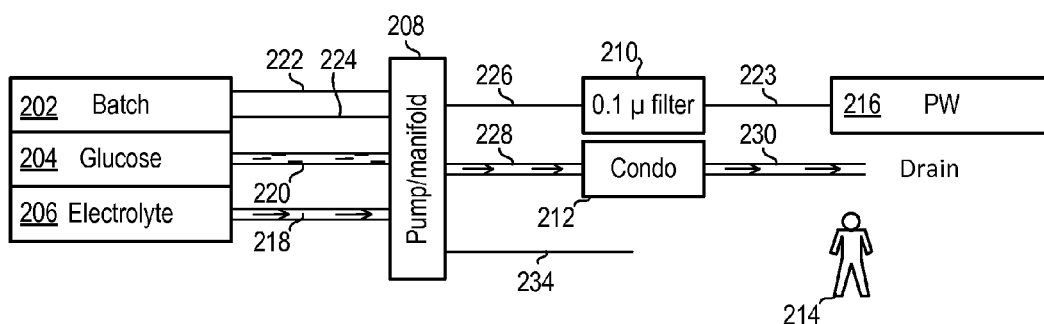 208
222
224
226
210
223
202 Batch
0.1 µ filter
216 PW
204 Glucose
Pump/manifold
228
230
220
Condo
Drain
206 Electrolyte
218
212
234
214